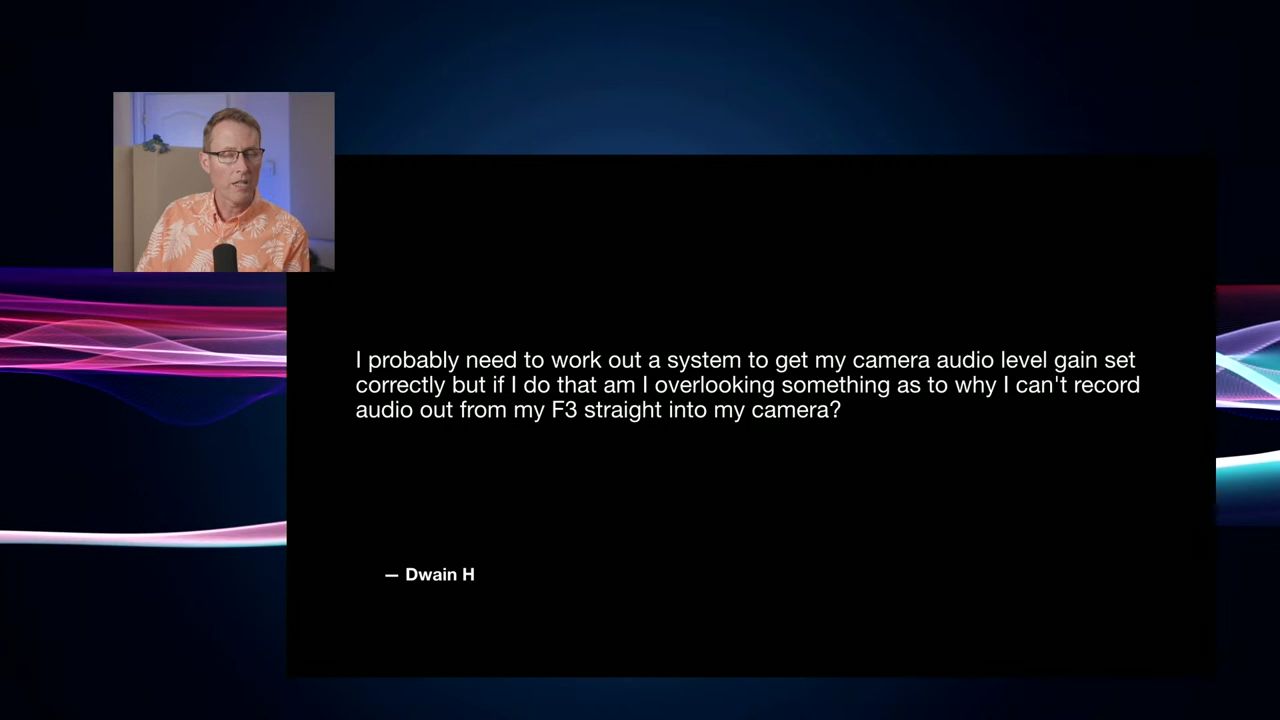 I probably need to work out a system to get my camera audio level gain set
correctly but if I do that am I overlooking something as to why I can't record
audio out from my F3 straight into my camera?
— Dwain H